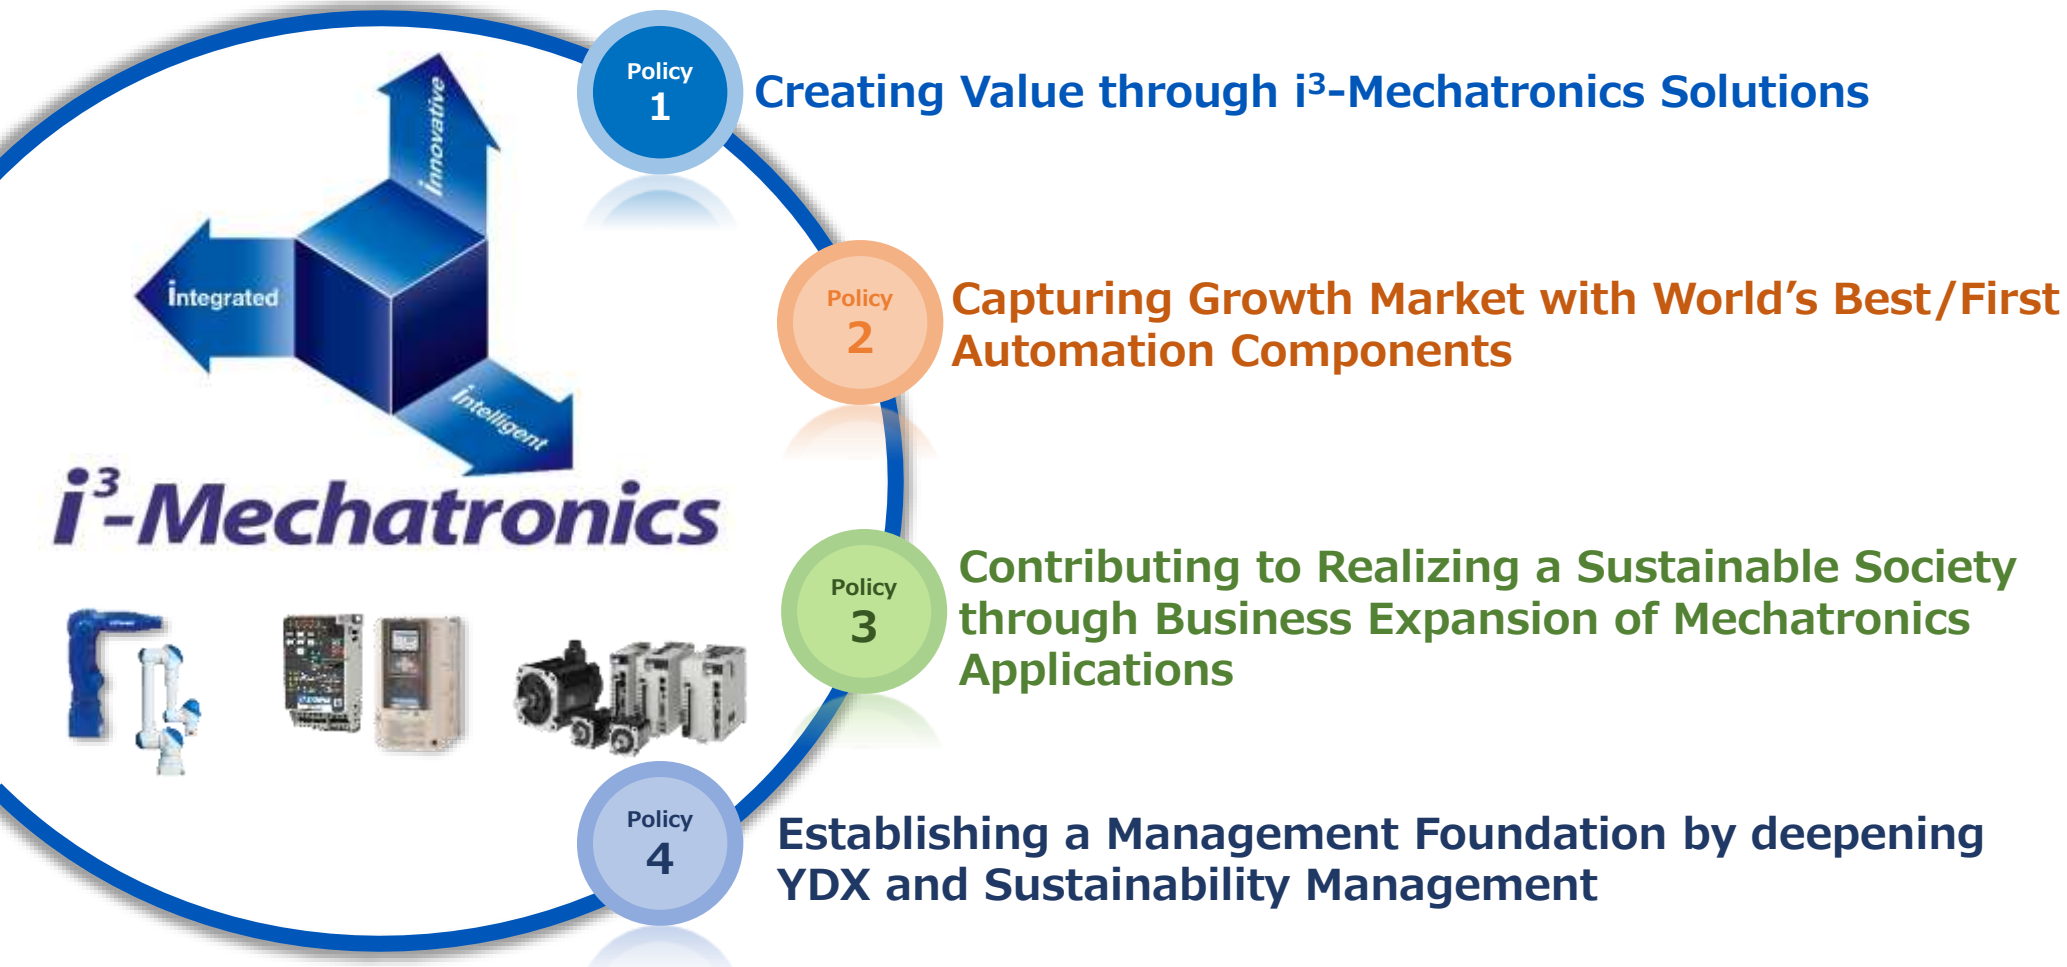 Innovative
Integrated
Intelligent
i³-Mechatronics
Policy
1
Creating Value through i³-Mechatronics Solutions
Policy
2
Capturing Growth Market with World’s Best/First
Automation Components
Policy
3
Contributing to Realizing a Sustainable Society
through Business Expansion of Mechatronics
Applications
Policy
4
Establishing a Management Foundation by deepening
YDX and Sustainability Management